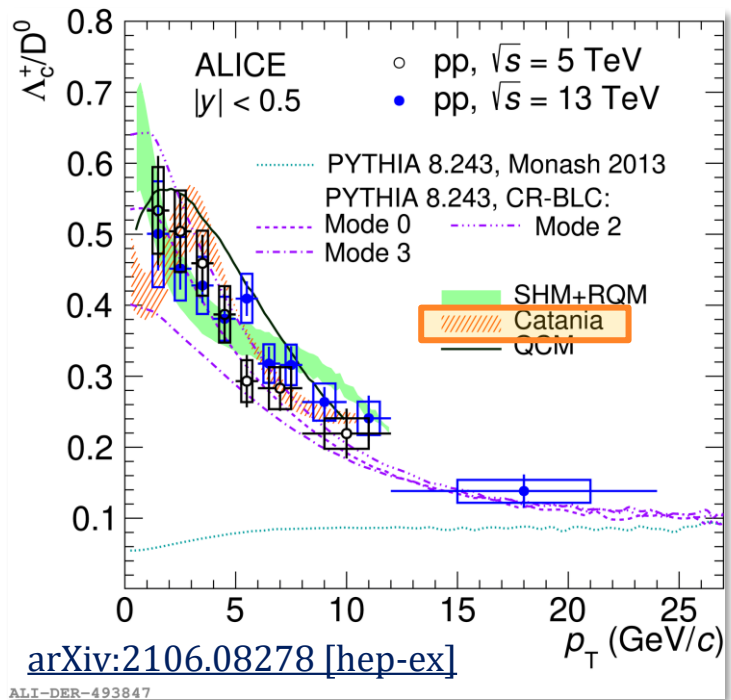 0.8
0.7
0.6
0.5
0.4
0.3
0.2
0.1
Λc+/D0
ALICE
|y| < 0.5
pp, √s = 5 TeV
pp, √s = 13 TeV
PYTHIA 8.243, Monash 2013
PYTHIA 8.243, CR-BLC:
Mode 0 Mode 2
Mode 3
SHM+RQM
Catania
QCM
0 5 10 15 20 25
pT (GeV/c)
arXiv:2106.08278 [hep-ex]
ALI-DER-493847